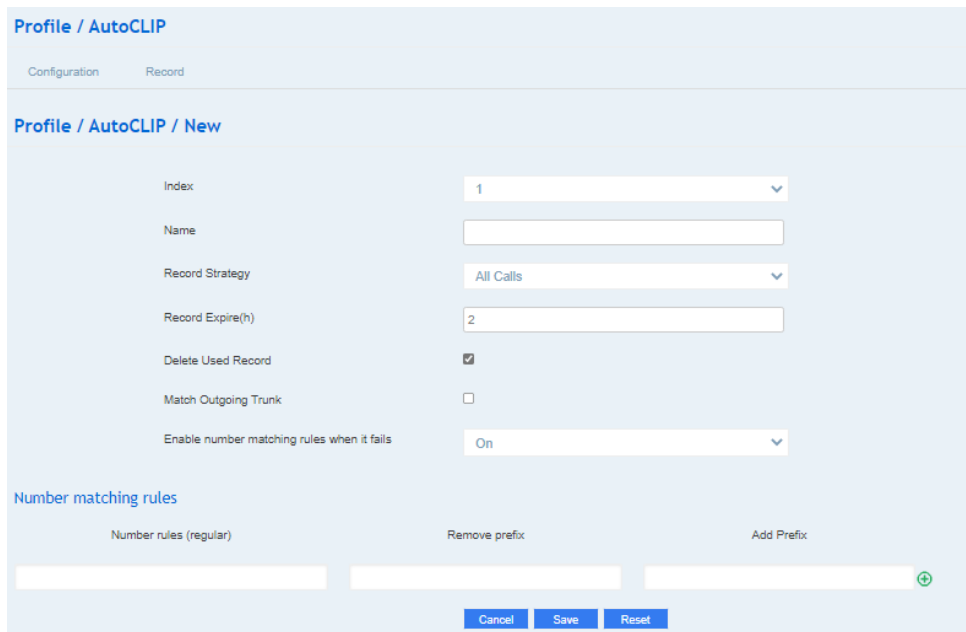 Profile / AutoCLIP
Configuration Record
Profile / AutoCLIP / New
Index 1
Name
Record Strategy All Calls
Record Expire(h) 2
Delete Used Record
Match Outgoing Trunk
Enable number matching rules when it fails On
Number matching rules
Number rules (regular) Remove prefix Add Prefix
Cancel Save Reset